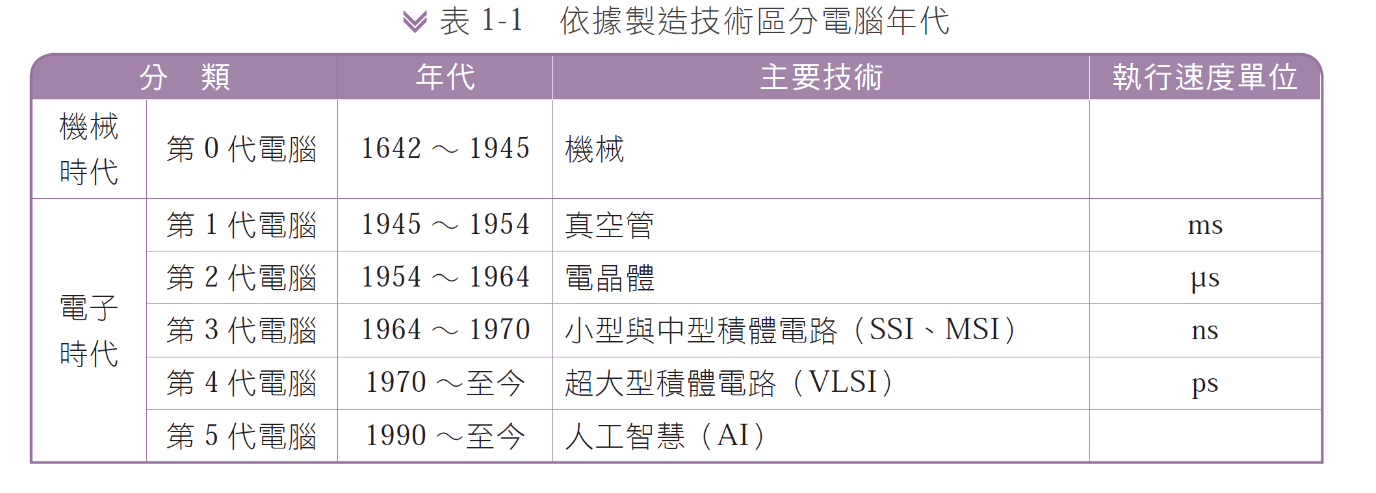 表 1-1 依據製造技術區分電腦年代
分 類 年代 主要技術 執行速度單位
機械時代 第 0 代電腦 1642 ～ 1945 機械
電子時代 第 1 代電腦 1945 ～ 1954 真空管 ms
第 2 代電腦 1954 ～ 1964 電晶體 μs
第 3 代電腦 1964 ～ 1970 小型與中型積體電路（SSI、MSI） ns
第 4 代電腦 1970 ～至今 超大型積體電路（VLSI） ps
第 5 代電腦 1990 ～至今 人工智慧（AI）